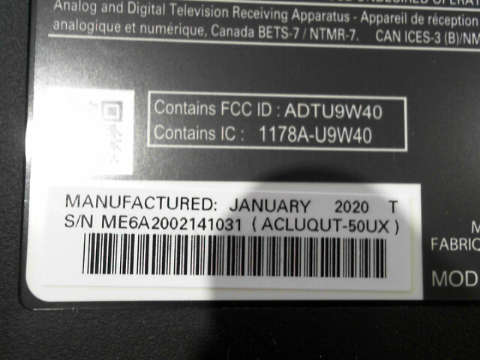 Analog and Digital Television Receiving Apparatus - Appareil de réception
analogique et numérique, Canada BETS-7 / NTMR-7. CAN ICES-3 (B)/NM
Contains FCC ID : ADTU9W40
Contains IC : 1178A-U9W40
MANUFACTURED: JANUARY 2020 T
S/N ME6A2002141031 ( ACLUQUT-50UX )
FABRIQ
MOD